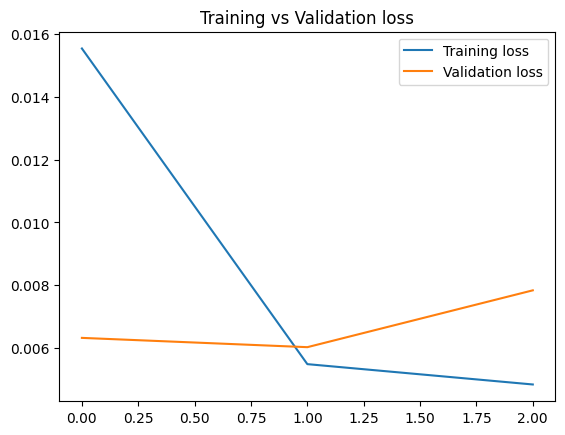 Training vs Validation loss
0.016
0.014
0.012
0.010
0.008
0.006
Training loss
Validation loss
0.00 0.25 0.50 0.75 1.00 1.25 1.50 1.75 2.00